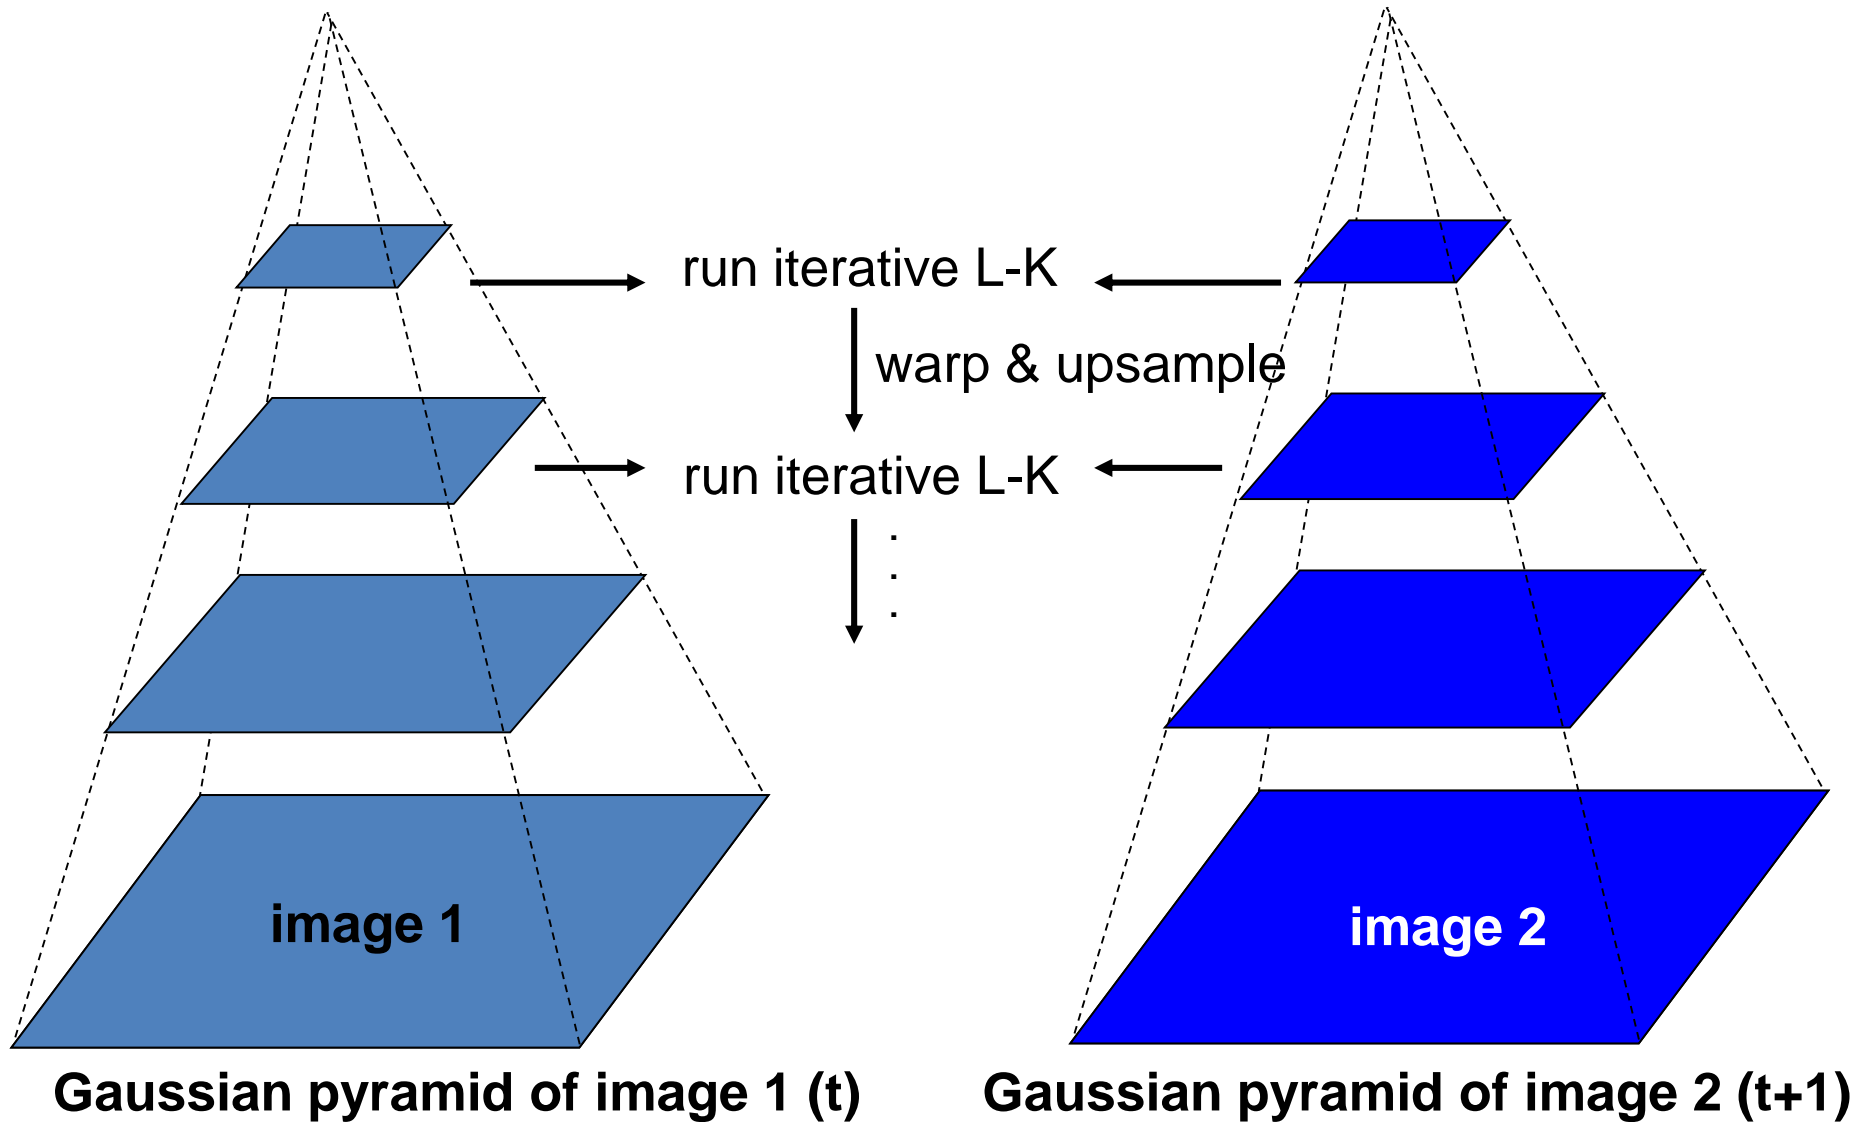 run iterative L-K
warp & upsample
run iterative L-K
.
.
.
image 1
image 2
Gaussian pyramid of image 1 (t)
Gaussian pyramid of image 2 (t+1)